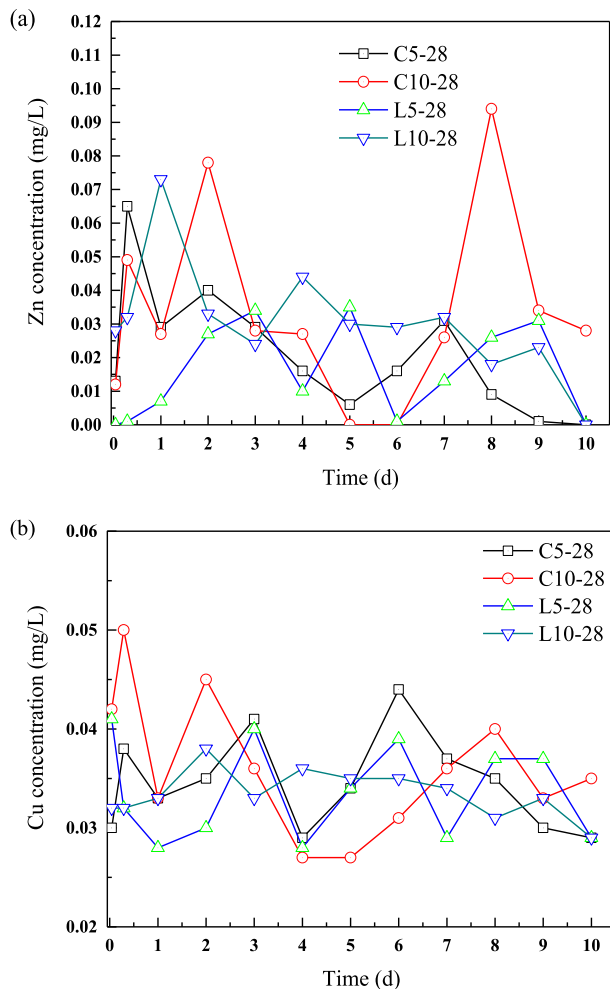 (a)
0.12
0.11
0.10
0.09
0.08
0.07
0.06
0.05
0.04
0.03
0.02
0.01
0.00
Zn concentration (mg/L)
C5-28
C10-28
L5-28
L10-28
0 1 2 3 4 5 6 7 8 9 10
Time (d)
(b)
0.06
0.05
0.04
0.03
0.02
Cu concentration (mg/L)
C5-28
C10-28
L5-28
L10-28
0 1 2 3 4 5 6 7 8 9 10
Time (d)